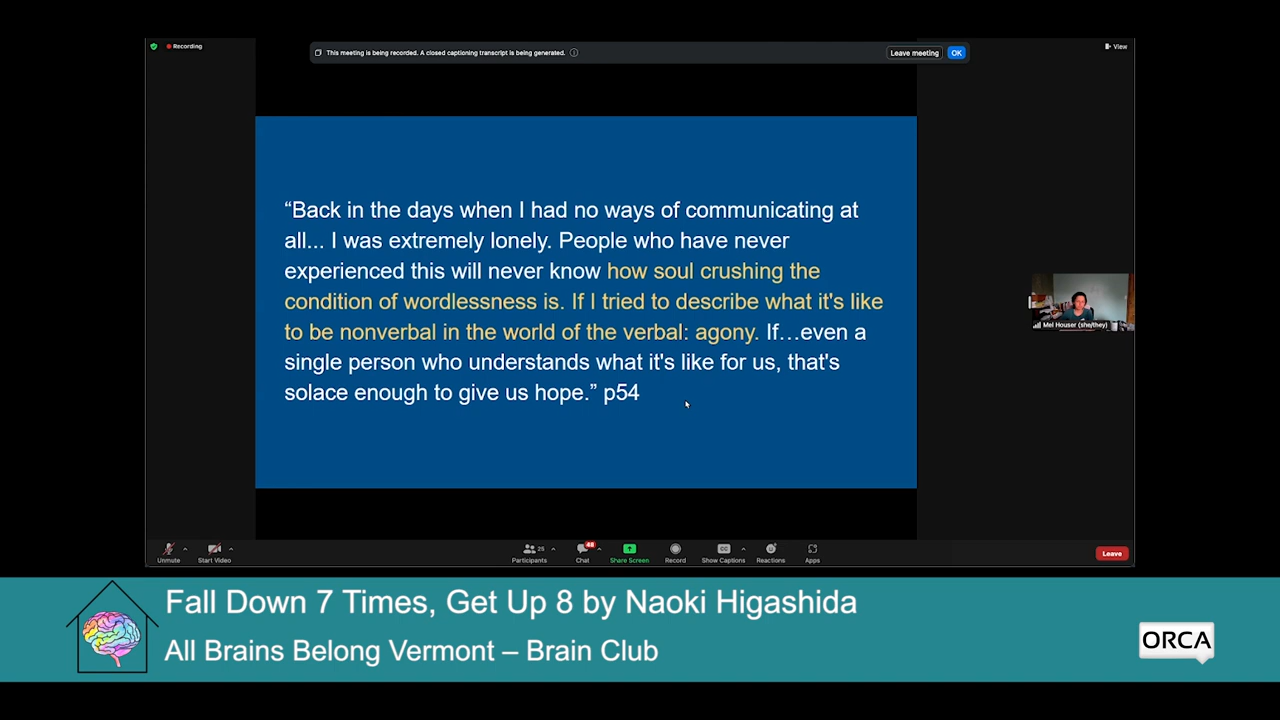 Recording
This meeting is being recorded. A closed captioning transcript is being generated.
Leave meeting
OK
View
“Back in the days when I had no ways of communicating at
all... I was extremely lonely. People who have never
experienced this will never know how soul crushing the
condition of wordlessness is. If I tried to describe what it's like
to be nonverbal in the world of the verbal: agony. If…even a
single person who understands what it's like for us, that's
solace enough to give us hope.” p54
Mel Houser (she/they)
Unmute
Start Video
Participants
25
Chat
48
Share Screen
Record
CC
Show Captions
Reactions
Apps
Leave
Fall Down 7 Times, Get Up 8 by Naoki Higashida
All Brains Belong Vermont – Brain Club
ORCA